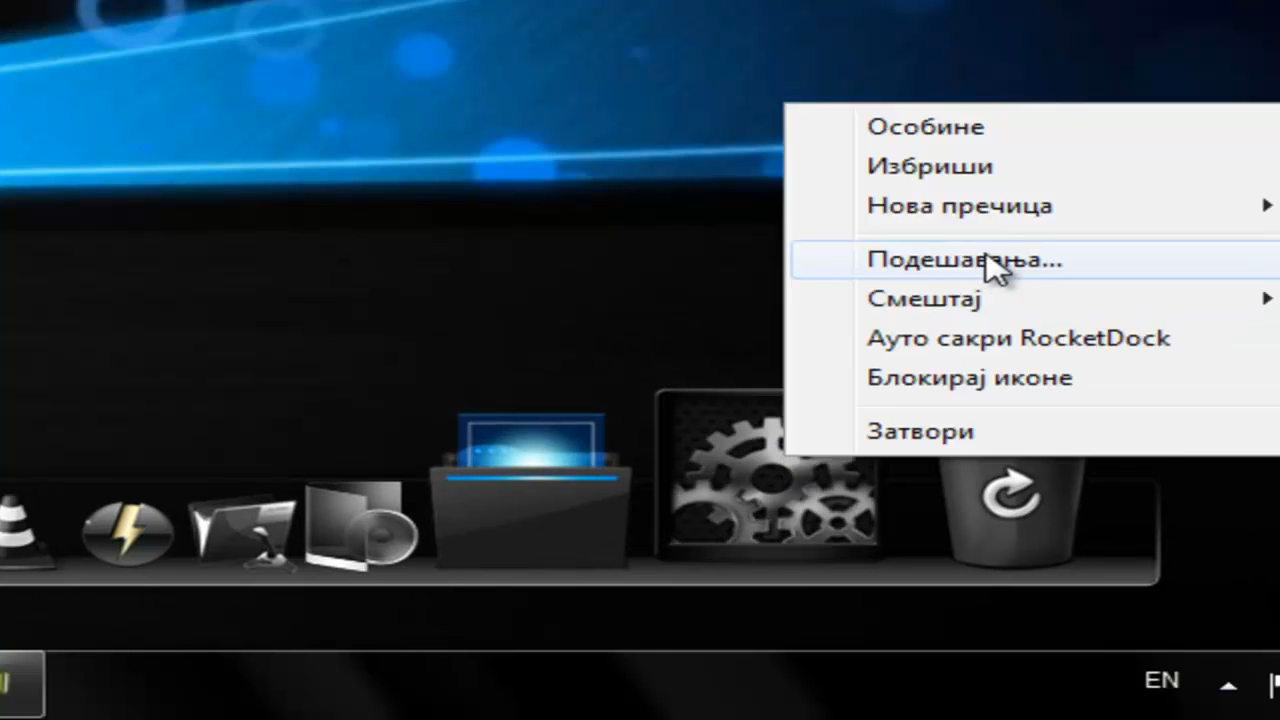 Особине
Избриши
Нова пречица
Подешавања...
Смештај
Ауто сакри RocketDock
Блокирај иконе
Затвори
EN